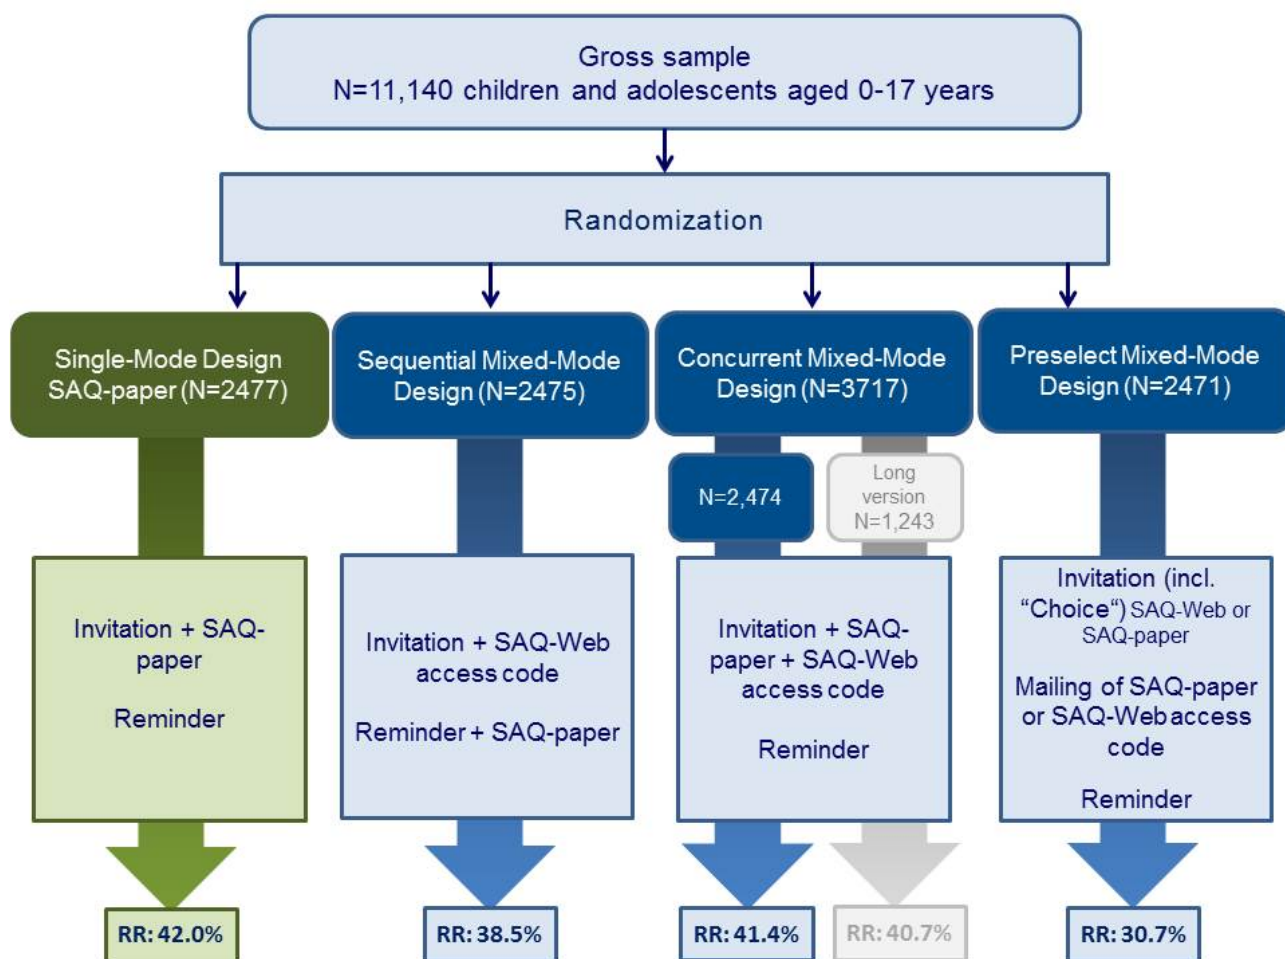 Gross sample
N=11,140 children and adolescents aged 0-17 years
Randomization
Single-Mode Design
SAQ-paper (N=2477)
Sequential Mixed-Mode
Design (N=2475)
Concurrent Mixed-Mode
Design (N=3717)
Preselect Mixed-Mode
Design (N=2471)
N=2,474
Long
version
N=1,243
Invitation + SAQ-
paper
Reminder
Invitation + SAQ-Web
access code
Reminder + SAQ-paper
Invitation + SAQ-
paper + SAQ-Web
access code
Reminder
Invitation (incl.
“Choice“) SAQ-Web or
SAQ-paper
Mailing of SAQ-paper
or SAQ-Web access
code
Reminder
RR: 42.0%
RR: 38.5%
RR: 41.4%
RR: 40.7%
RR: 30.7%